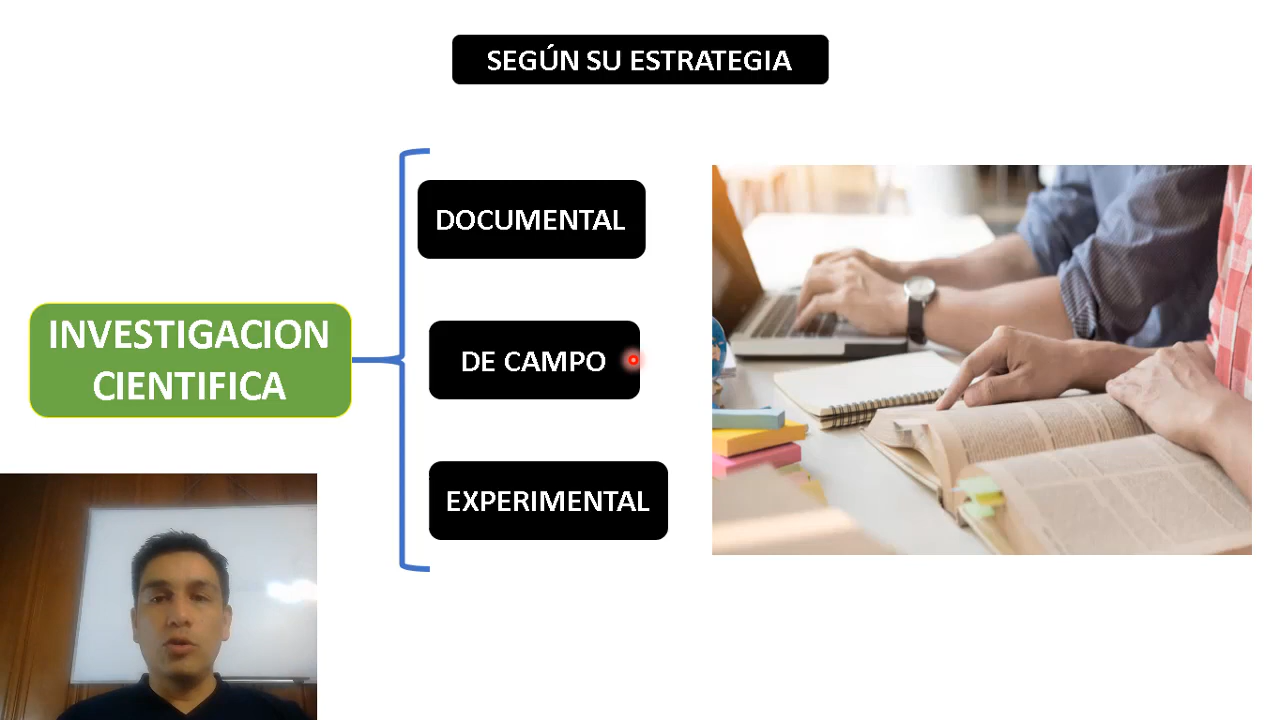 SEGÚN SU ESTRATEGIA
DOCUMENTAL
DE CAMPO
EXPERIMENTAL
INVESTIGACION
CIENTIFICA